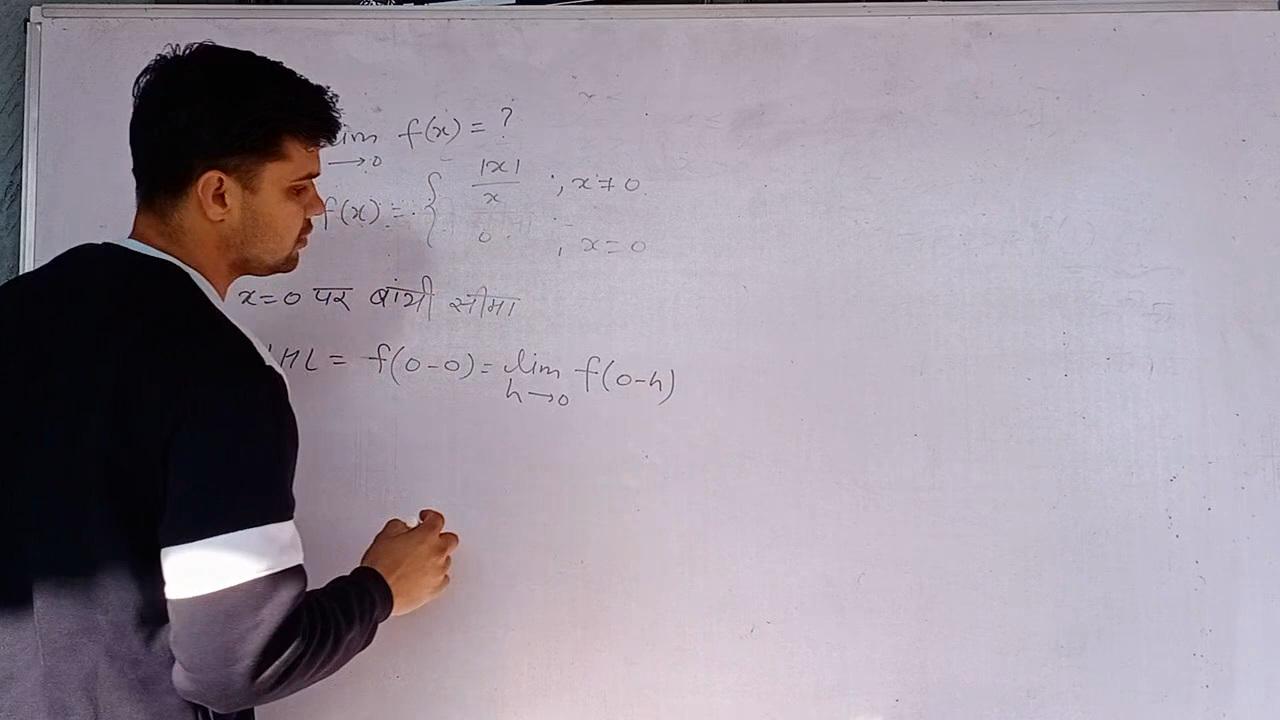 lim f(x) = ?
→0
f(x) = { |x|/x ; x ≠ 0
0 ; x = 0
x=0 पर बांयी सीमा
LHL = f(0-0) = lim f(0-h)
h→0